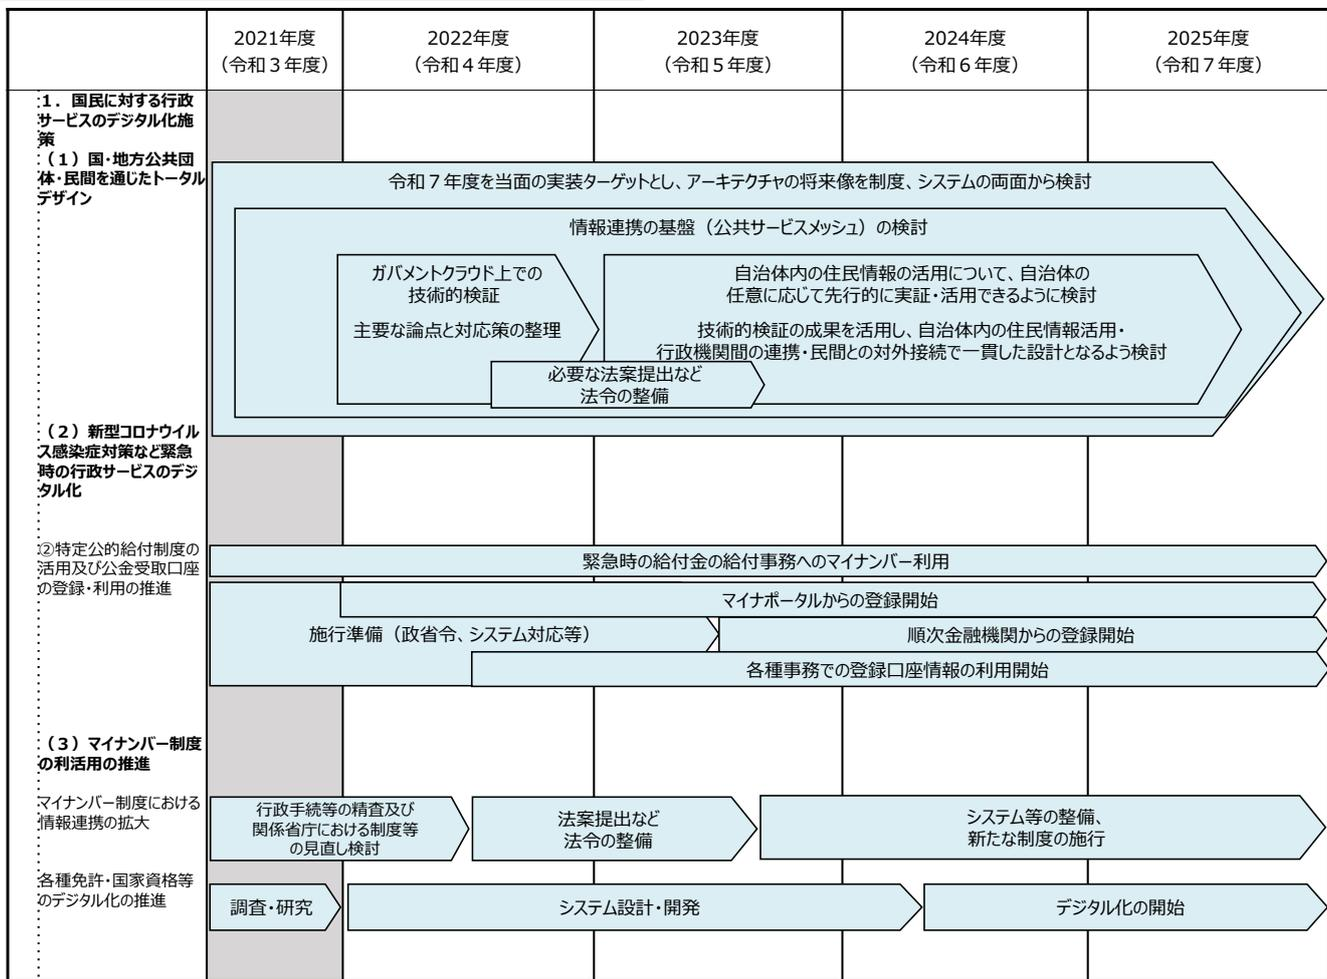 2021年度
（令和３年度）
2022年度
（令和４年度）
2023年度
（令和５年度）
2024年度
（令和６年度）
2025年度
（令和７年度）
１．国民に対する行政
サービスのデジタル化施
策
（１）国・地方公共団
体・民間を通じたトータル
デザイン
令和７年度を当面の実装ターゲットとし、アーキテクチャの将来像を制度、システムの両面から検討
情報連携の基盤（公共サービスメッシュ）の検討
ガバメントクラウド上での
技術的検証
主要な論点と対応策の整理
自治体内の住民情報の活用について、自治体の
任意に応じて先行的に実証・活用できるように検討
技術的検証の成果を活用し、自治体内の住民情報活用・
行政機関間の連携・民間との対外接続で一貫した設計となるよう検討
必要な法案提出など
法令の整備
（２）新型コロナウイル
ス感染症対策など緊急
時の行政サービスのデジ
タル化
②特定公的給付制度の
活用及び公金受取口座
の登録・利用の推進
緊急時の給付金の給付事務へのマイナンバー利用
マイナポータルからの登録開始
施行準備（政省令、システム対応等）
順次金融機関からの登録開始
各種事務での登録口座情報の利用開始
（３）マイナンバー制度
の利活用の推進
マイナンバー制度における
情報連携の拡大
行政手続等の精査及び
関係省庁における制度等
の見直し検討
法案提出など
法令の整備
システム等の整備、
新たな制度の施行
各種免許・国家資格等
のデジタル化の推進
調査・研究
システム設計・開発
デジタル化の開始